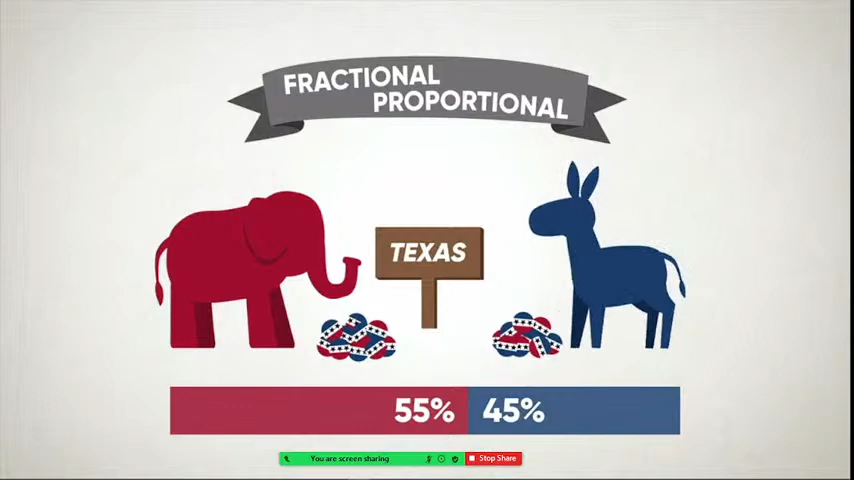 FRACTIONAL
PROPORTIONAL
TEXAS
55% 45%
You are screen sharing Stop Share